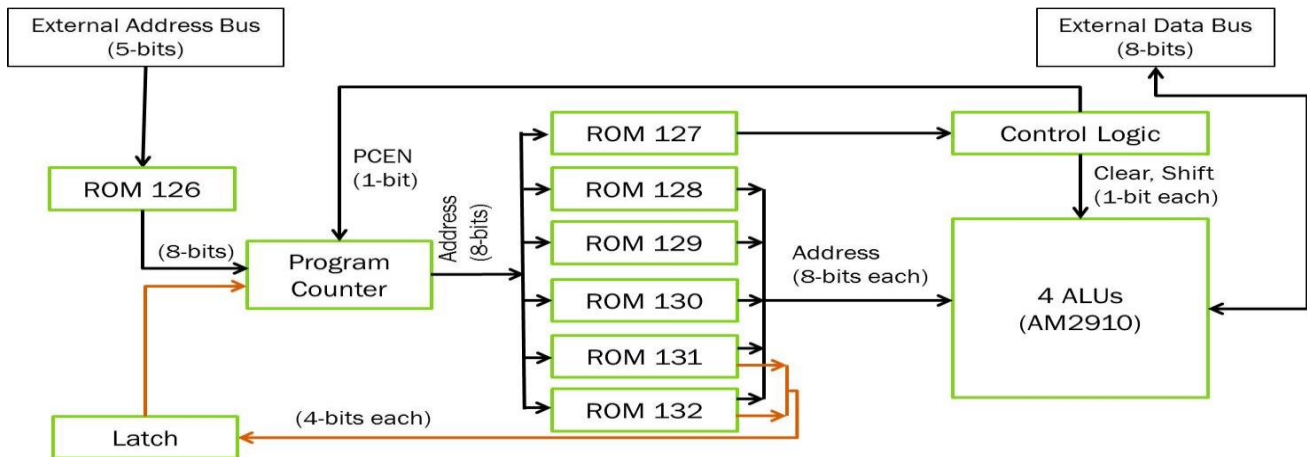 External Address Bus
(5-bits)
External Data Bus
(8-bits)
ROM 127
Control Logic
PCEN
(1-bit)
Clear, Shift
(1-bit each)
ROM 126
ROM 128
Address
(8-bits)
(8-bits)
Program
Counter
ROM 129
Address
(8-bits each)
4 ALUs
(AM2910)
ROM 130
ROM 131
ROM 132
(4-bits each)
Latch